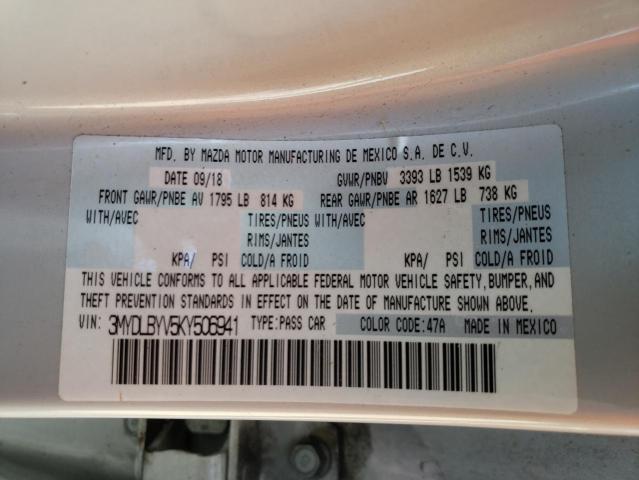 MFD. BY MAZDA MOTOR MANUFACTURING DE MEXICO S.A. DE C.V.
DATE 09/18 GVWR/PNBV 3393 LB 1539 KG
FRONT GAWR/PNBE AV 1795 LB 814 KG REAR GAWR/PNBE AR 1627 LB 738 KG
WITH/AVEC TIRES/PNEUS WITH/AVEC TIRES/PNEUS
RIMS/JANTES RIMS/JANTES
KPA/ PSI COLD/A FROID KPA/ PSI COLD/A FROID
THIS VEHICLE CONFORMS TO ALL APPLICABLE FEDERAL MOTOR VEHICLE SAFETY, BUMPER, AND
THEFT PREVENTION STANDARDS IN EFFECT ON THE DATE OF MANUFACTURE SHOWN ABOVE.
VIN: 3MYDLBYV5KY506941 TYPE:PASS CAR COLOR CODE:47A MADE IN MEXICO